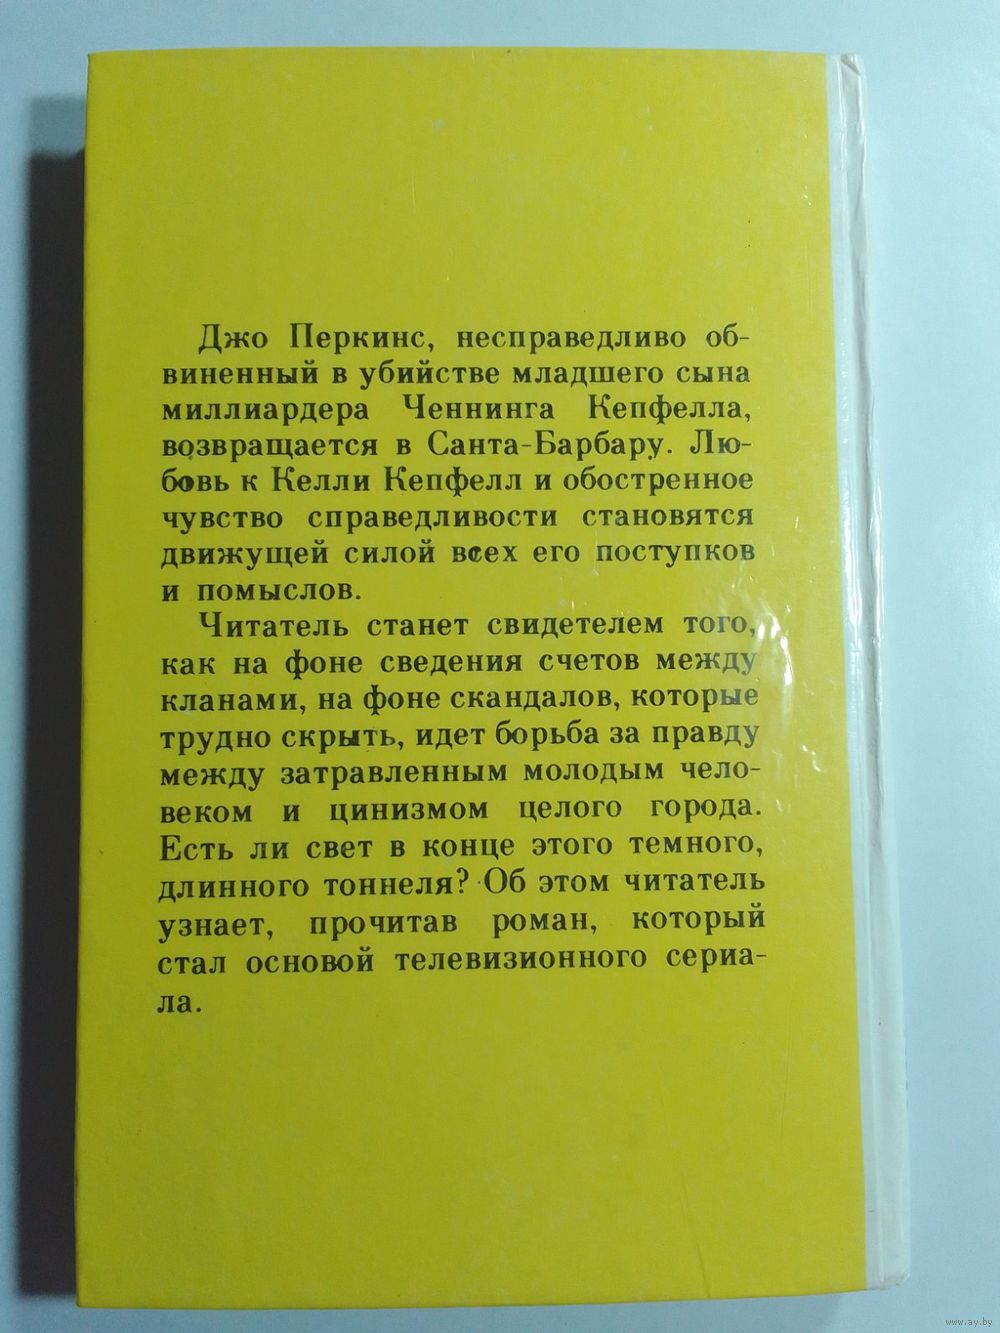 Джо Перкинс, несправедливо об-
виненный в убийстве младшего сына
миллиардера Ченнинга Кепфелла,
возвращается в Санта-Барбару. Лю-
бовь к Келли Кепфелл и обостренное
чувство справедливости становятся
движущей силой всех его поступков
и помыслов.
Читатель станет свидетелем того,
как на фоне сведения счетов между
кланами, на фоне скандалов, которые
трудно скрыть, идет борьба за правду
между затравленным молодым чело-
веком и цинизмом целого города.
Есть ли свет в конце этого темного,
длинного тоннеля? Об этом читатель
узнает, прочитав роман, который
стал основой телевизионного сериа-
ла.
www.ay.by